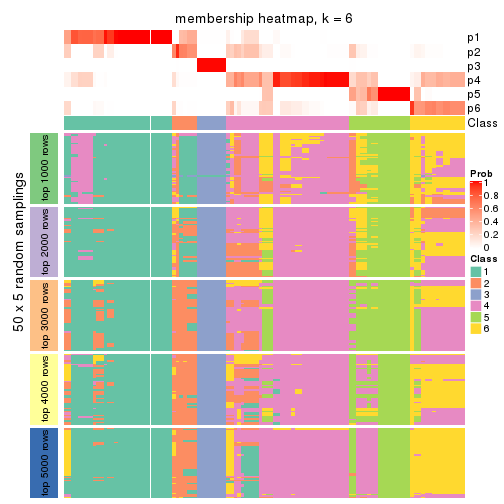 membership heatmap, k = 6
p1
p2
p3
p4
p5
p6
Class
50 x 5 random samplings
top 1000 rows
top 2000 rows
top 3000 rows
top 4000 rows
top 5000 rows
Prob
1
0.8
0.6
0.4
0.2
0
Class
1
2
3
4
5
6